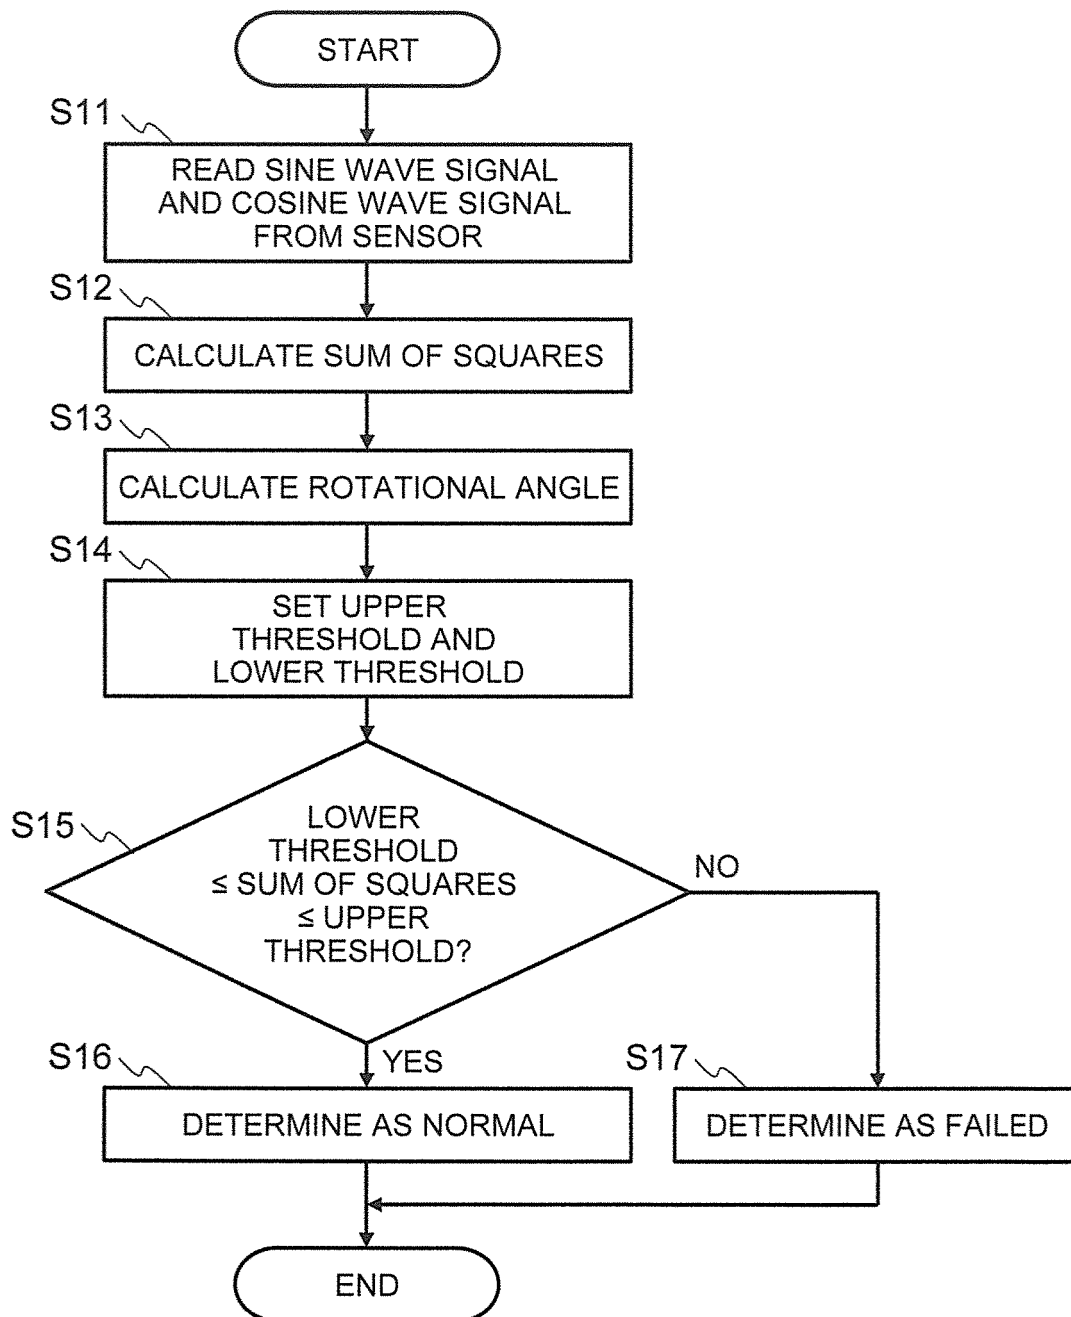 START
S11
READ SINE WAVE SIGNAL
AND COSINE WAVE SIGNAL
FROM SENSOR
S12
CALCULATE SUM OF SQUARES
S13
CALCULATE ROTATIONAL ANGLE
S14
SET UPPER
THRESHOLD AND
LOWER THRESHOLD
S15
LOWER
THRESHOLD
≤ SUM OF SQUARES
≤ UPPER
THRESHOLD?
NO
YES
S16
DETERMINE AS NORMAL
S17
DETERMINE AS FAILED
END